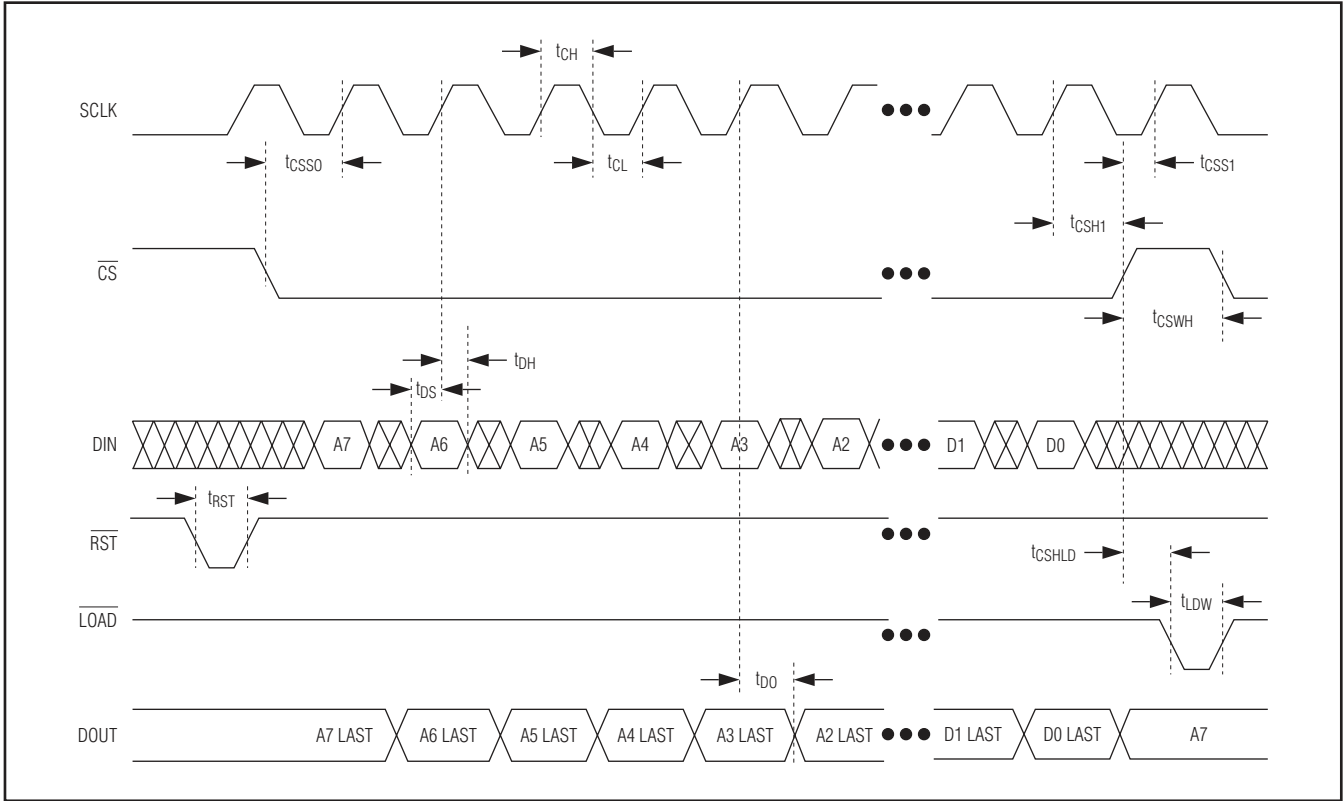 tCH
SCLK
tCSS0
tCL
tCSS1
tCSH1
CS
tCSWH
tDH
tDS
DIN A7 A6 A5 A4 A3 A2 D1 D0
tRST
RST
tCSHLD
tLDW
LOAD
tDO
DOUT A7 LAST A6 LAST A5 LAST A4 LAST A3 LAST A2 LAST D1 LAST D0 LAST A7